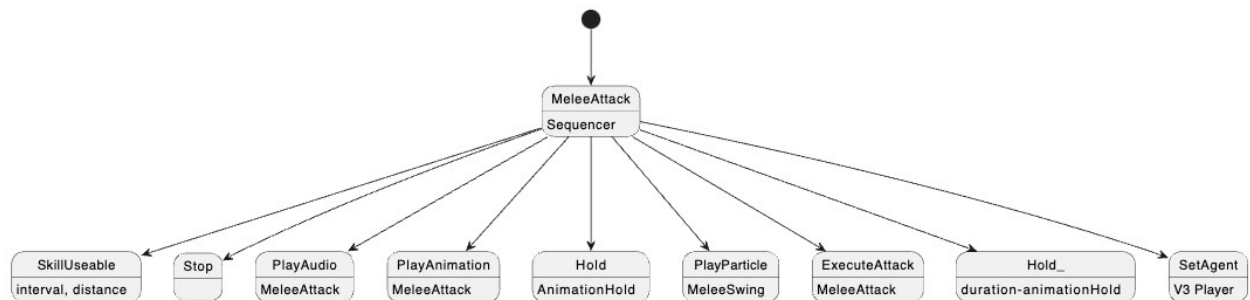 MeleeAttack
Sequencer
SkillUseable
interval, distance
Stop
PlayAudio
MeleeAttack
PlayAnimation
MeleeAttack
Hold
AnimationHold
PlayParticle
MeleeSwing
ExecuteAttack
MeleeAttack
Hold_
duration-animationHold
SetAgent
V3 Player